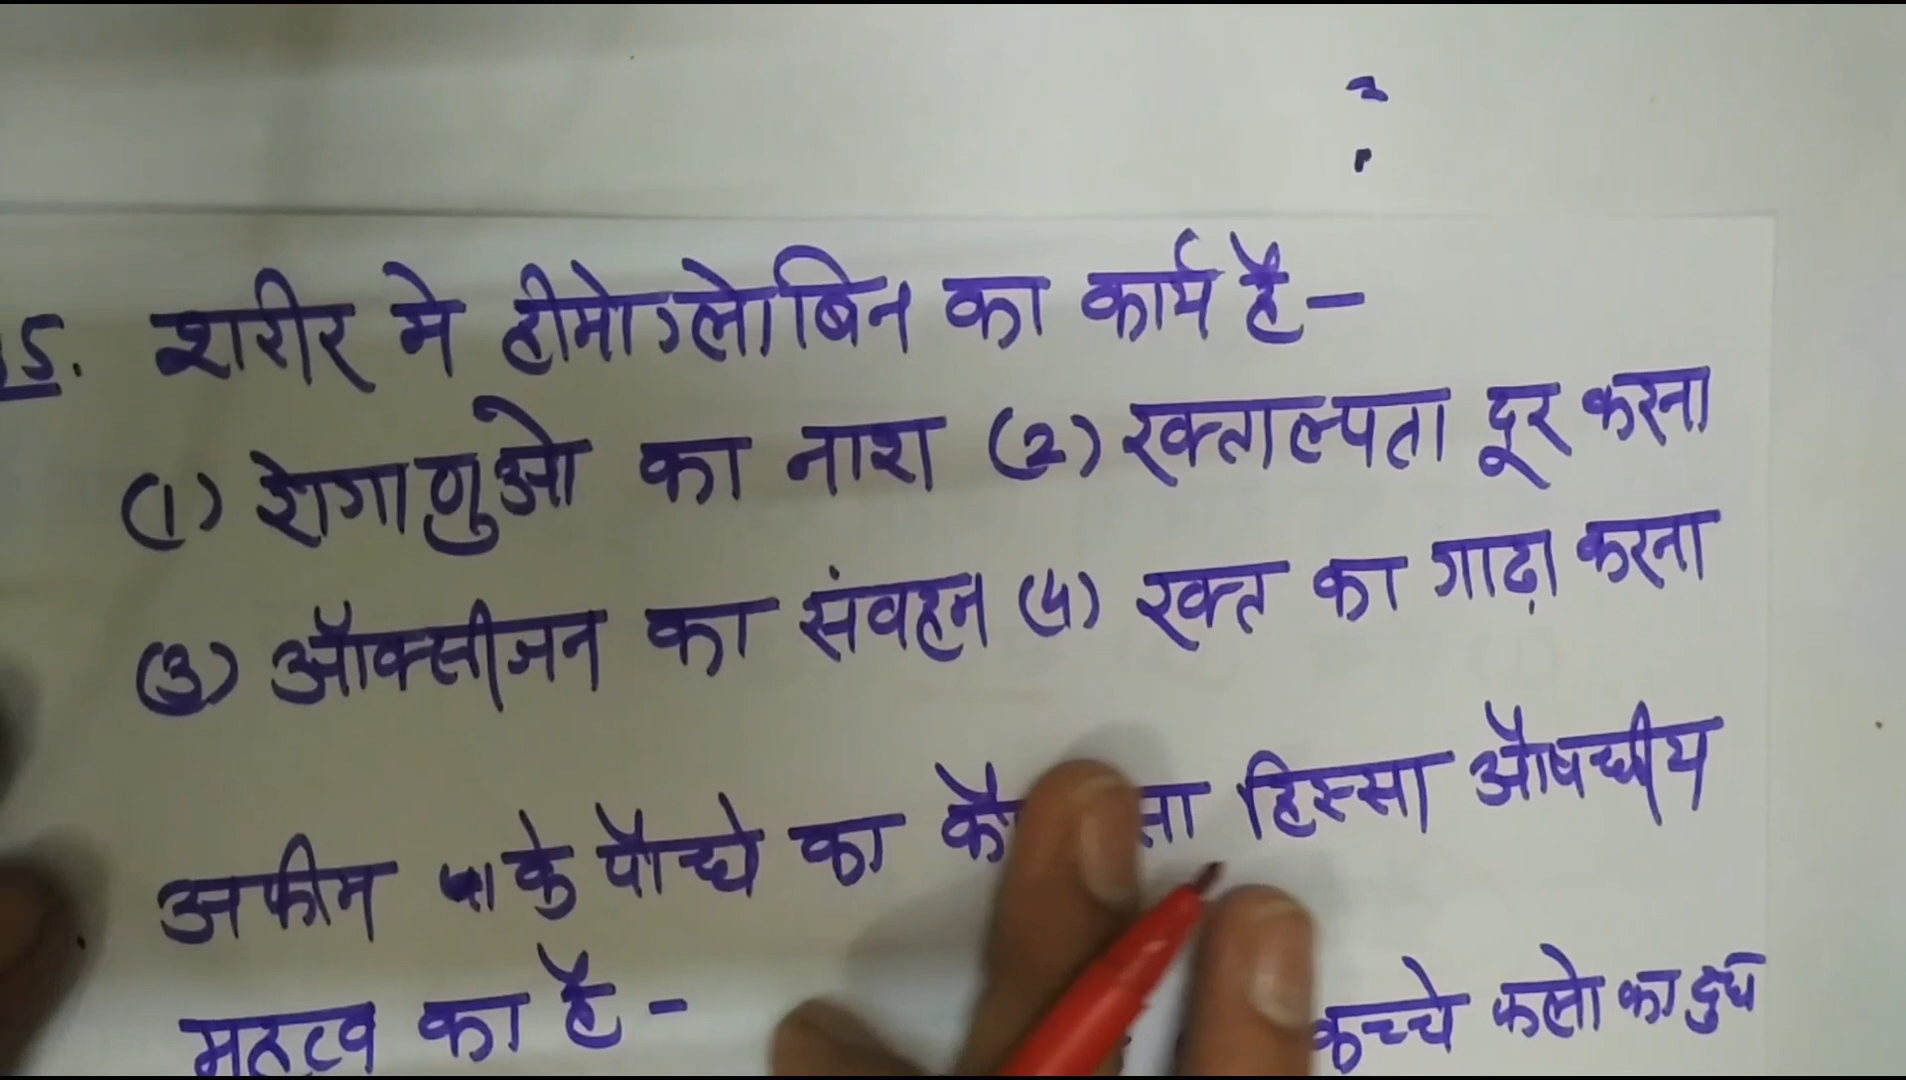 5. शरीर मे हीमोग्लोबिन का कार्य है-
(1) रोगाणुओ का नाश (2) रक्ताल्पता दूर करना
(3) ऑक्सीजन का संवहन (4) रक्त का गाढ़ा करना
अफीम के पौधे का हिस्सा औषधीय
महत्व का है - कच्चे फलो का दुध